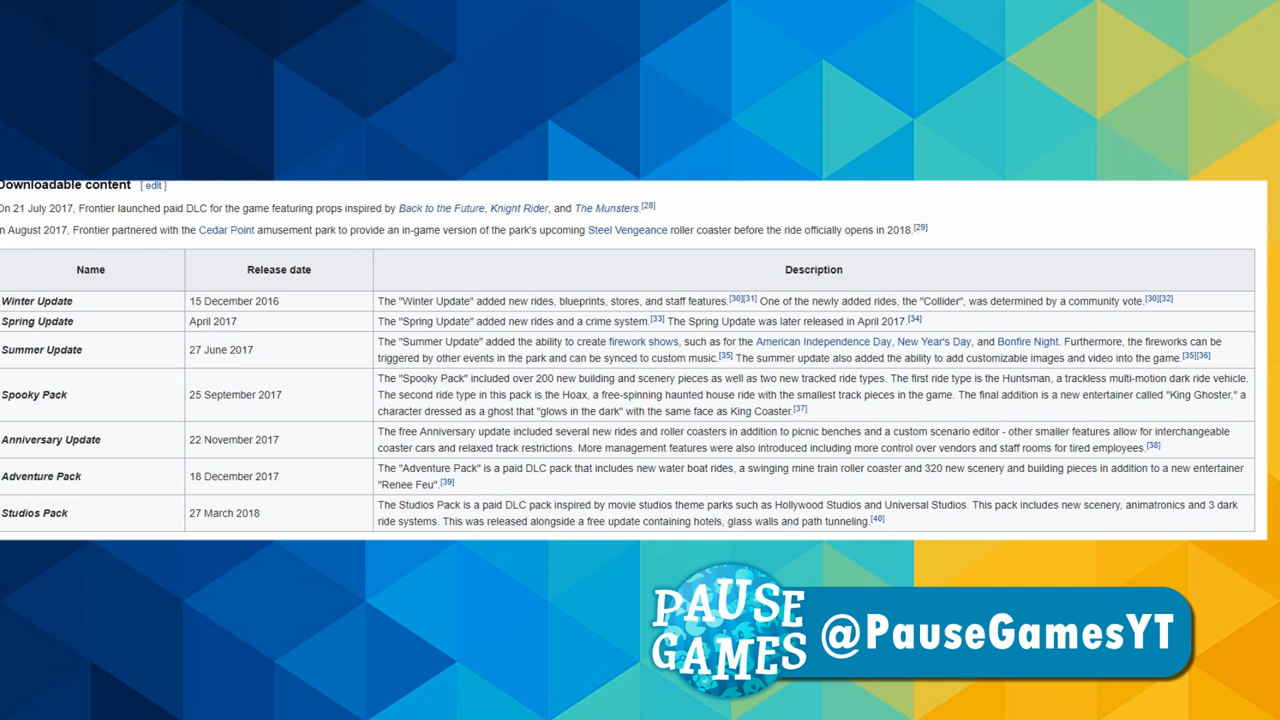 Downloadable content [ edit ]
On 21 July 2017, Frontier launched paid DLC for the game featuring props inspired by Back to the Future, Knight Rider, and The Munsters.[28]
n August 2017, Frontier partnered with the Cedar Point amusement park to provide an in-game version of the park's upcoming Steel Vengeance roller coaster before the ride officially opens in 2018.[29]
Name Release date Description
Winter Update 15 December 2016 The "Winter Update" added new rides, blueprints, stores, and staff features.[30][31] One of the newly added rides, the "Collider", was determined by a community vote.[30][32]
Spring Update April 2017 The "Spring Update" added new rides and a crime system.[33] The Spring Update was later released in April 2017.[34]
Summer Update 27 June 2017 The "Summer Update" added the ability to create firework shows, such as for the American Independence Day, New Year's Day, and Bonfire Night. Furthermore, the fireworks can be
triggered by other events in the park and can be synced to custom music.[35] The summer update also added the ability to add customizable images and video into the game.[35][36]
Spooky Pack 25 September 2017 The "Spooky Pack" included over 200 new building and scenery pieces as well as two new tracked ride types. The first ride type is the Huntsman, a trackless multi-motion dark ride vehicle.
The second ride type in this pack is the Hoax, a free-spinning haunted house ride with the smallest track pieces in the game. The final addition is a new entertainer called "King Ghoster," a
character dressed as a ghost that "glows in the dark" with the same face as King Coaster.[37]
Anniversary Update 22 November 2017 The free Anniversary update included several new rides and roller coasters in addition to picnic benches and a custom scenario editor - other smaller features allow for interchangeable
coaster cars and relaxed track restrictions. More management features were also introduced including more control over vendors and staff rooms for tired employees.[38]
Adventure Pack 18 December 2017 The "Adventure Pack" is a paid DLC pack that includes new water boat rides, a swinging mine train roller coaster and 320 new scenery and building pieces in addition to a new entertainer
"Renee Feu".[39]
Studios Pack 27 March 2018 The Studios Pack is a paid DLC pack inspired by movie studios theme parks such as Hollywood Studios and Universal Studios. This pack includes new scenery, animatronics and 3 dark
ride systems. This was released alongside a free update containing hotels, glass walls and path tunneling.[40]
PAUSE
GAMES
@PauseGamesYT